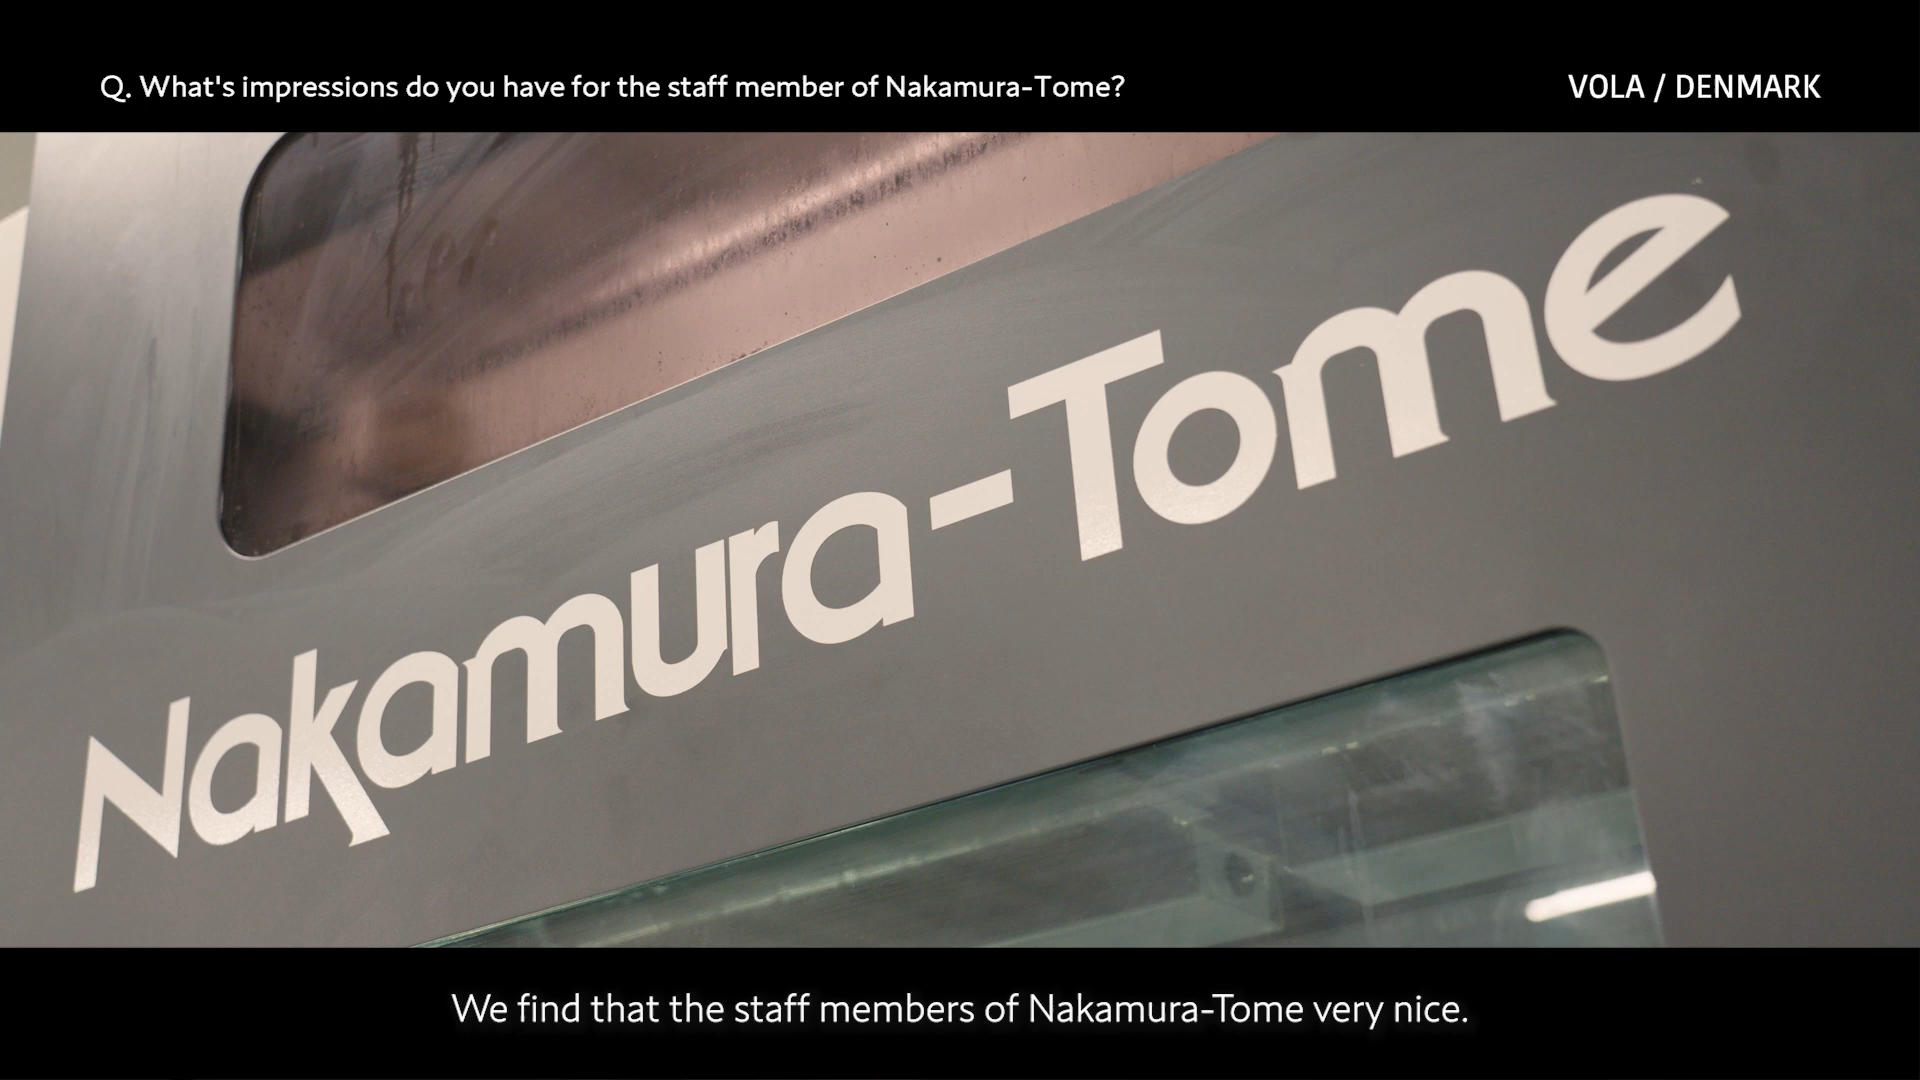 Q. What's impressions do you have for the staff member of Nakamura-Tome?
VOLA / DENMARK
Nakamura-Tome
We find that the staff members of Nakamura-Tome very nice.